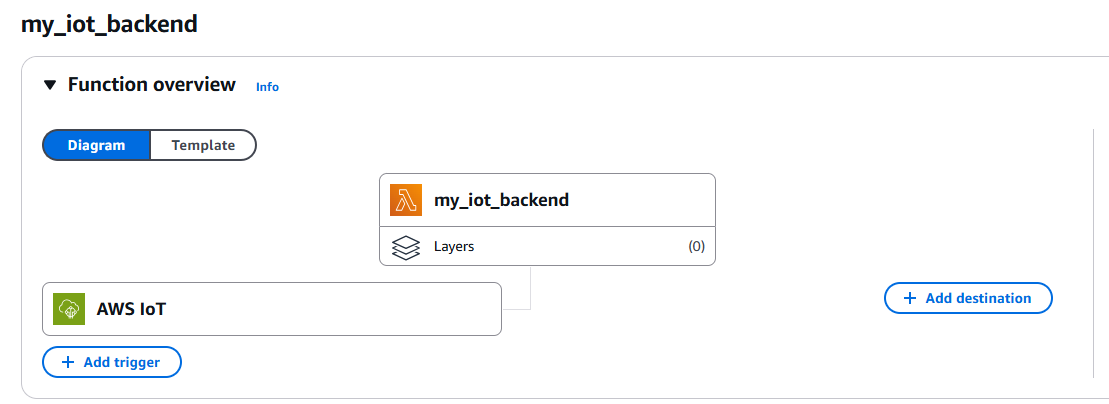 my_iot_backend
Function overview Info
Diagram Template
my_iot_backend
Layers (0)
AWS IoT
Add destination
Add trigger